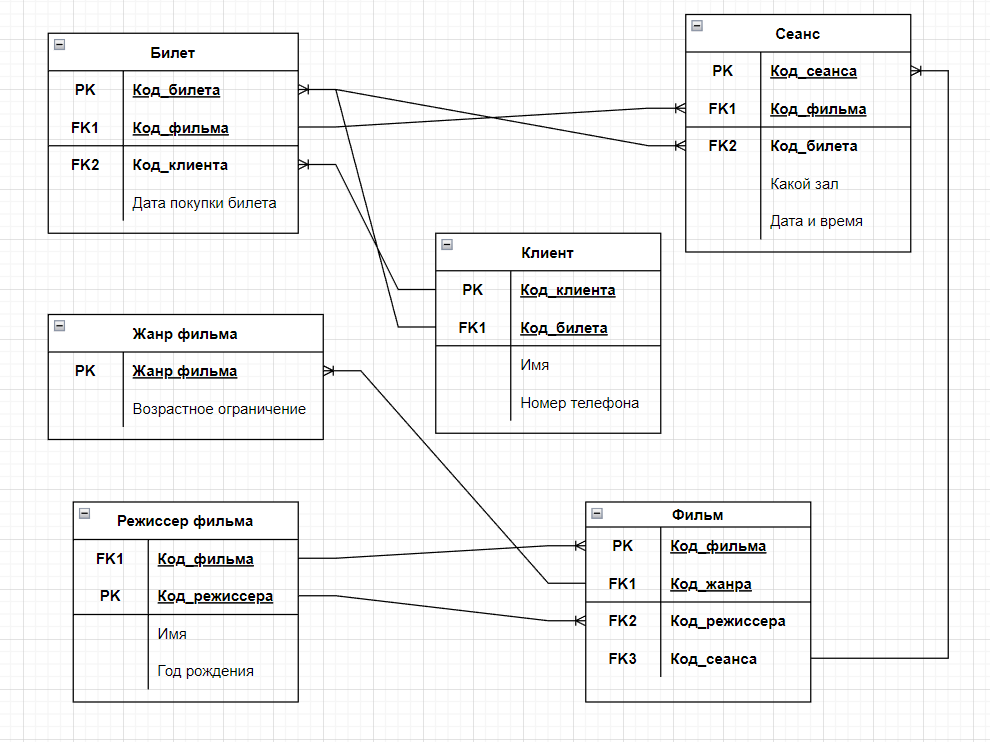 Билет
PK Код_билета
FK1 Код_фильма
FK2 Код_клиента
Дата покупки билета
Сеанс
PK Код_сеанса
FK1 Код_фильма
FK2 Код_билета
Какой зал
Дата и время
Клиент
PK Код_клиента
FK1 Код_билета
Имя
Номер телефона
Жанр фильма
PK Жанр фильма
Возрастное ограничение
Режиссер фильма
FK1 Код_фильма
PK Код_режиссера
Имя
Год рождения
Фильм
PK Код_фильма
FK1 Код_жанра
FK2 Код_режиссера
FK3 Код_сеанса